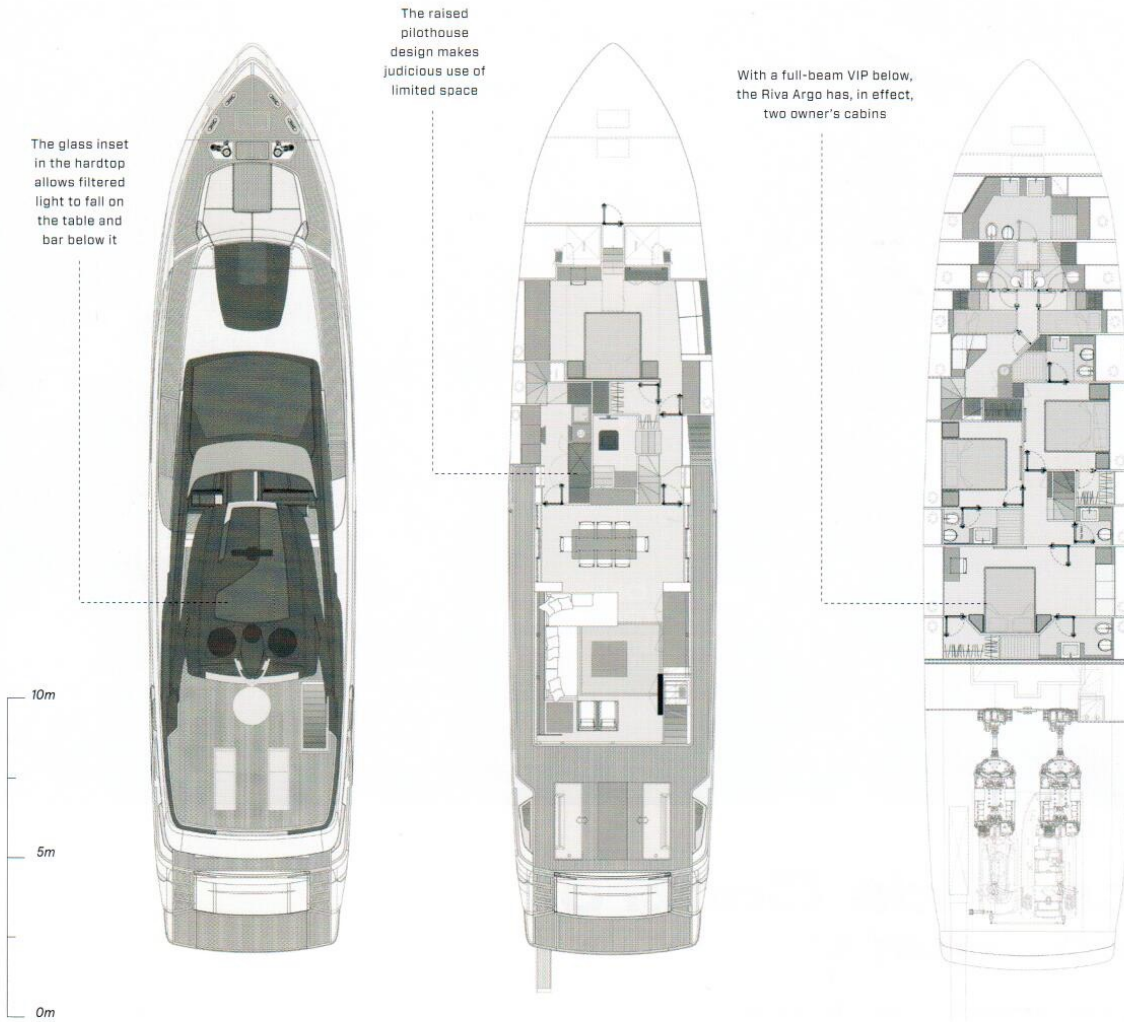 The raised
pilothouse
design makes
judicious use of
limited space
With a full-beam VIP below,
the Riva Argo has, in effect,
two owner's cabins
The glass inset
in the hardtop
allows filtered
light to fall on
the table and
bar below it
10m
5m
0m